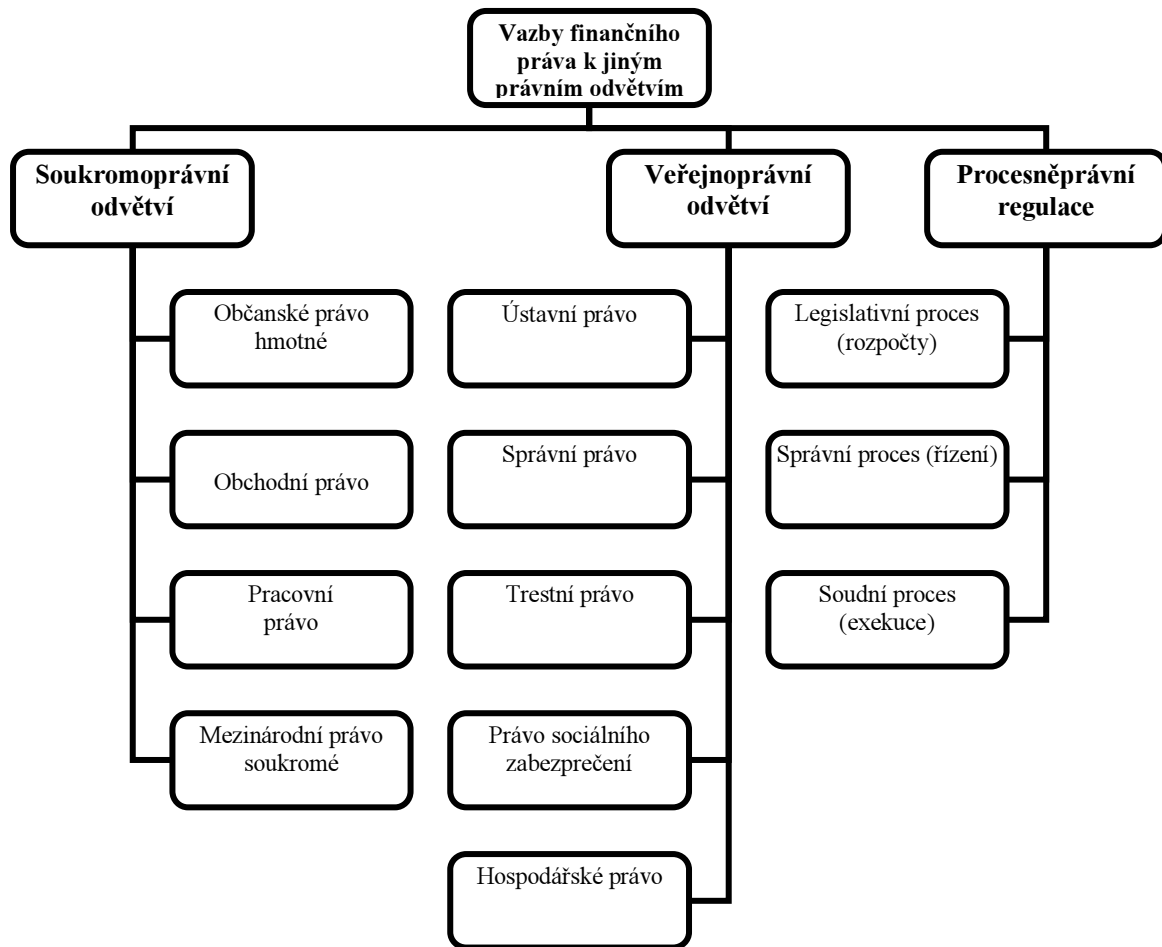 Vazby finančního
práva k jiným
právním odvětvím
Soukromoprávní
odvětví
Občanské právo
hmotné
Obchodní právo
Pracovní
právo
Mezinárodní právo
soukromé
Veřejnoprávní
odvětví
Ústavní právo
Správní právo
Trestní právo
Právo sociálního
zabezprečení
Hospodářské právo
Procesněprávní
regulace
Legislativní proces
(rozpočty)
Správní proces (řízení)
Soudní proces
(exekuce)